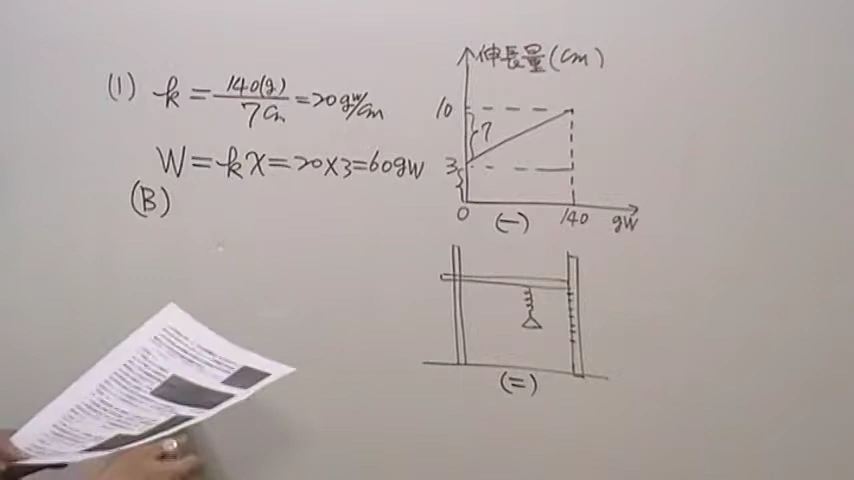 (1) k = 140(g) / 7cm = 20gw/cm
W = kx = 20×3 = 60gw
(B)
伸長量(cm)
10
7
3
0
(一)
140
gw
(二)